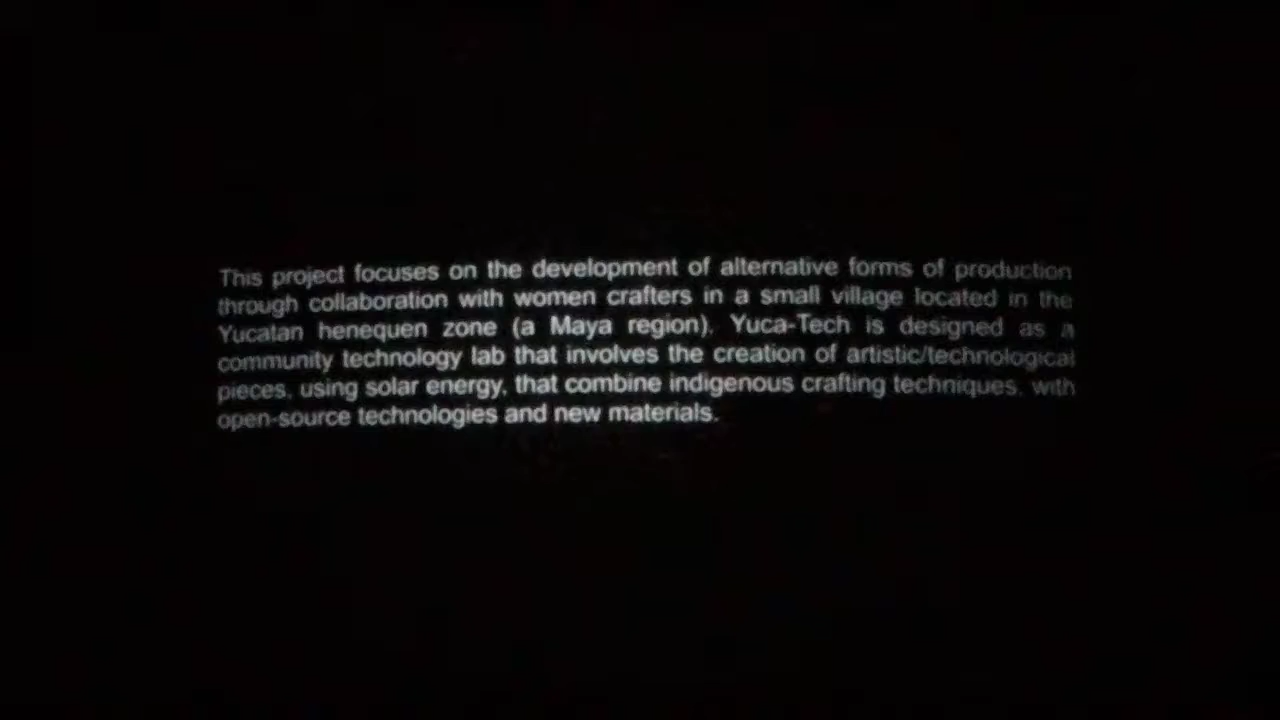 This project focuses on the development of alternative forms of production
through collaboration with women crafters in a small village located in the
Yucatan henequen zone (a Maya region). Yuca-Tech is designed as a
community technology lab that involves the creation of artistic/technological
pieces, using solar energy, that combine indigenous crafting techniques, with
open-source technologies and new materials.